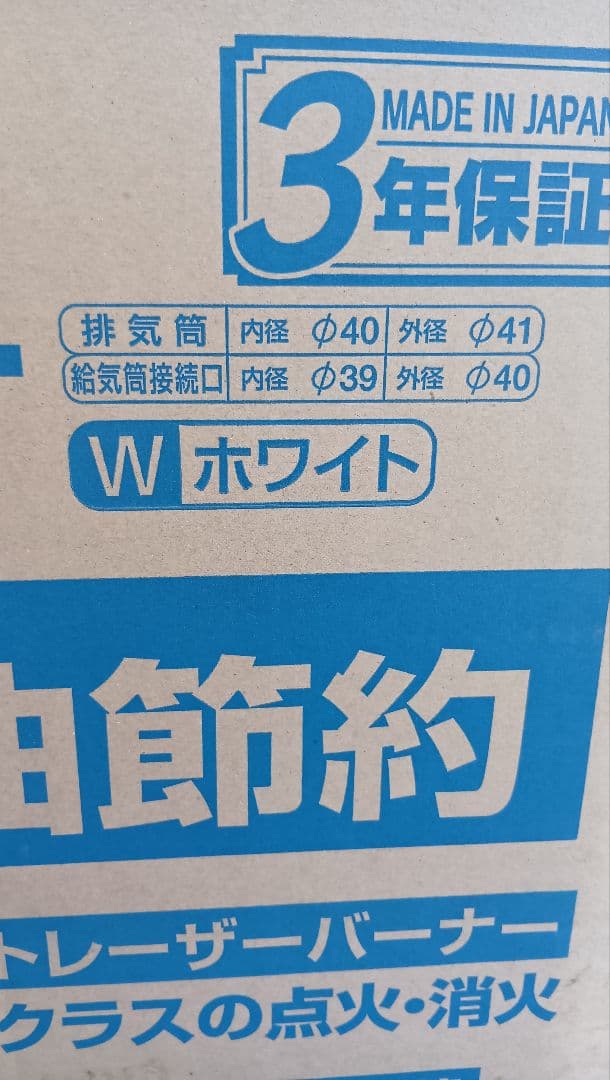 3
MADE IN JAPAN
年保証
排気筒 内径 φ40 外径 φ41
給気筒接続口 内径 φ39 外径 φ40
W ホワイト
油節約
トレーザーバーナー
クラスの点火・消火